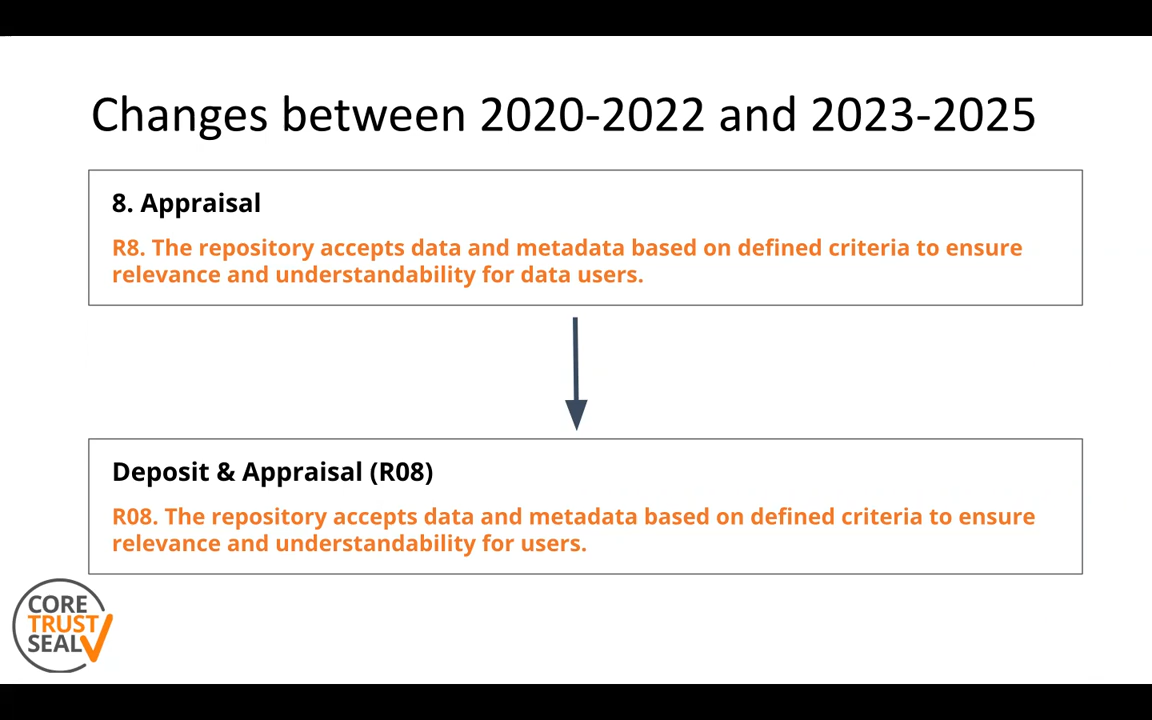 Changes between 2020-2022 and 2023-2025
8. Appraisal
R8. The repository accepts data and metadata based on defined criteria to ensure
relevance and understandability for data users.
Deposit & Appraisal (R08)
R08. The repository accepts data and metadata based on defined criteria to ensure
relevance and understandability for users.
CORE
TRUST
SEAL